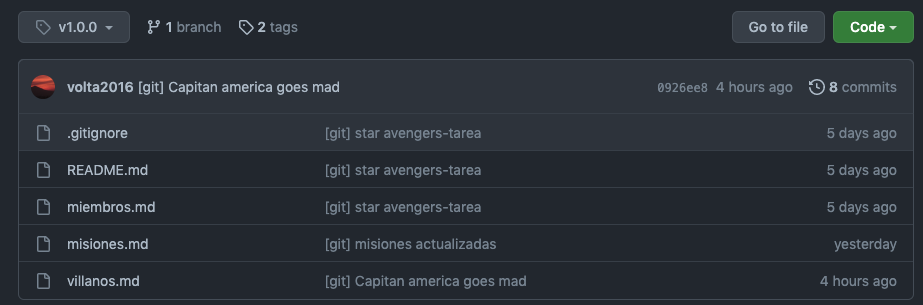 v1.0.0 1 branch 2 tags Go to file Code
volta2016 [git] Capitan america goes mad 0926ee8 4 hours ago 8 commits
.gitignore [git] star avengers-tarea 5 days ago
README.md [git] star avengers-tarea 5 days ago
miembros.md [git] star avengers-tarea 5 days ago
misiones.md [git] misiones actualizadas yesterday
villanos.md [git] Capitan america goes mad 4 hours ago